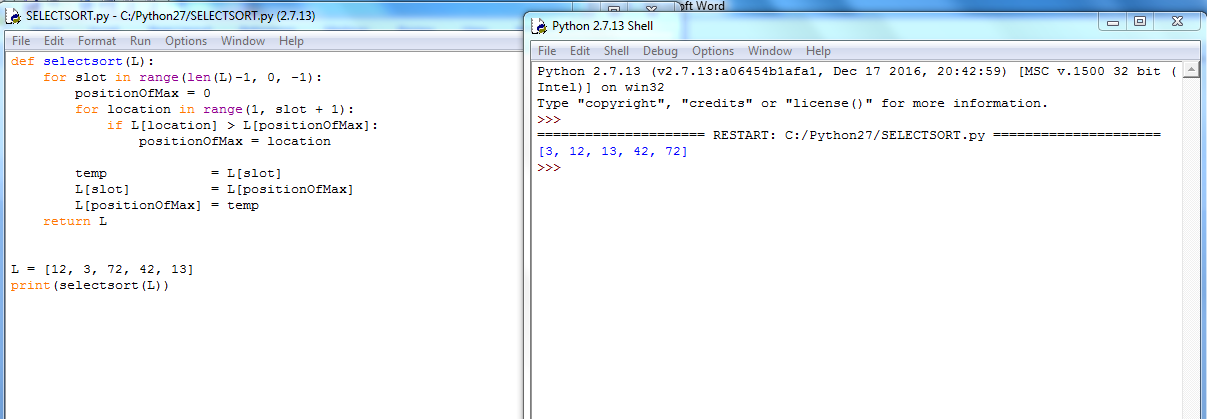 SELECTSORT.py - C:/Python27/SELECTSORT.py (2.7.13)
File Edit Format Run Options Window Help
def selectsort(L):
    for slot in range(len(L)-1, 0, -1):
        positionOfMax = 0
        for location in range(1, slot + 1):
            if L[location] > L[positionOfMax]:
                positionOfMax = location
        temp             = L[slot]
        L[slot]          = L[positionOfMax]
        L[positionOfMax] = temp
    return L
L = [12, 3, 72, 42, 13]
print(selectsort(L))
oft Word
Python 2.7.13 Shell
File Edit Shell Debug Options Window Help
Python 2.7.13 (v2.7.13:a06454b1afa1, Dec 17 2016, 20:42:59) [MSC v.1500 32 bit (
Intel)] on win32
Type "copyright", "credits" or "license()" for more information.
>>>
===================== RESTART: C:/Python27/SELECTSORT.py =====================
[3, 12, 13, 42, 72]
>>>